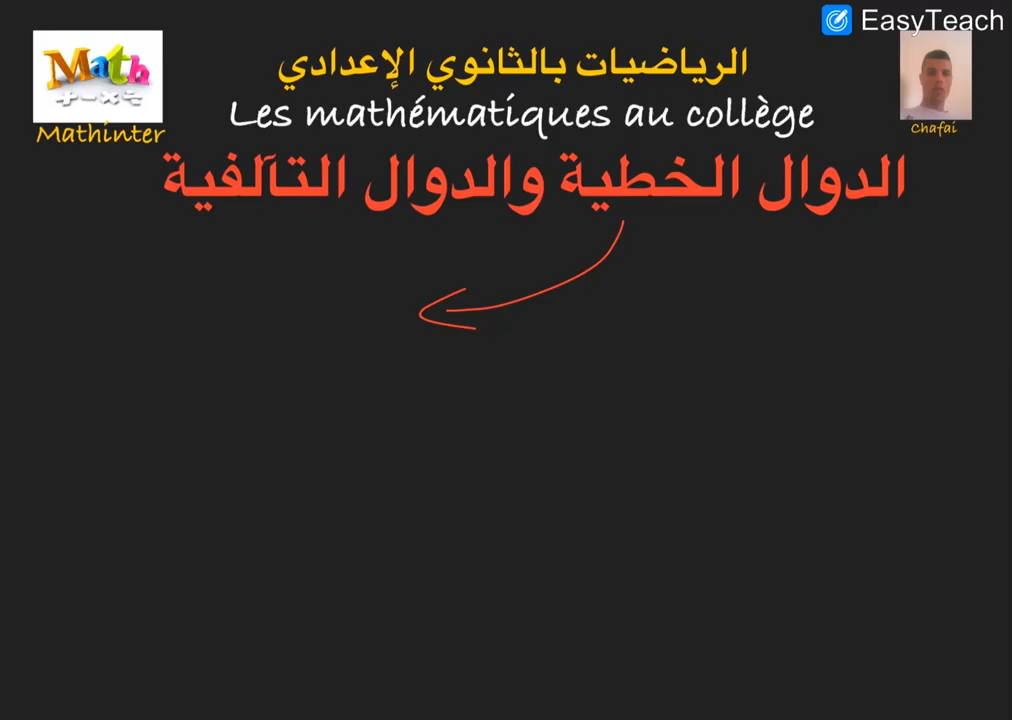 EasyTeach
Math
+ - × ÷
Mathinter
الرياضيات بالثانوي الإعدادي
Les mathématiques au collège
Chafai
الدوال الخطية والدوال التآلفية